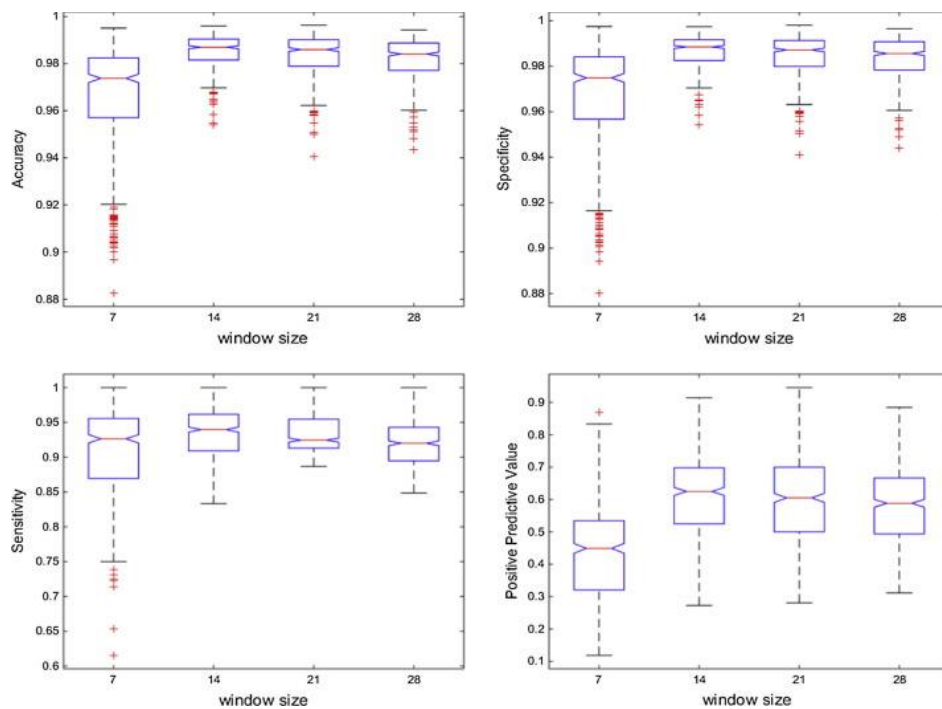 Accuracy
1
0.98
0.96
0.94
0.92
0.9
0.88
7 14 21 28
window size
Specificity
1
0.98
0.96
0.94
0.92
0.9
0.88
7 14 21 28
window size
Sensitivity
1
0.95
0.9
0.85
0.8
0.75
0.7
0.65
0.6
7 14 21 28
window size
Positive Predictive Value
0.9
0.8
0.7
0.6
0.5
0.4
0.3
0.2
0.1
7 14 21 28
window size